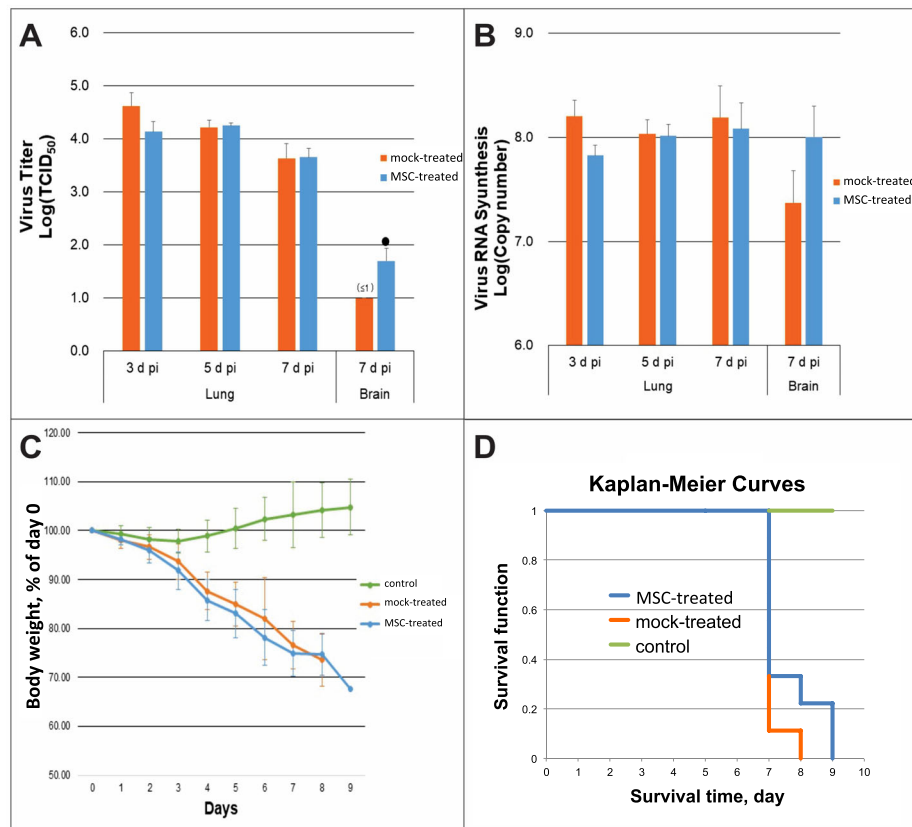 A
6.0
5.0
4.0
3.0
2.0
1.0
0.0
Virus Titer
Log(TCID50)
mock-treated
MSC-treated
(≤1)
3 d pi
5 d pi
7 d pi
7 d pi
Lung
Brain
B
9.0
8.0
7.0
6.0
Virus RNA Syunthesis
Log(Copy number)
mock-treated
MSC-treated
3 d pi
5 d pi
7 d pi
7 d pi
Lung
Brain
C
120.00
110.00
100.00
90.00
80.00
70.00
60.00
50.00
Body weight, % of day 0
control
mock-treated
MSC-treated
0 1 2 3 4 5 6 7 8 9
Days
D
Kaplan-Meier Curves
1
0.8
0.6
0.4
0.2
0
Survival function
MSC-treated
mock-treated
control
0 1 2 3 4 5 6 7 8 9 10
Survival time, day